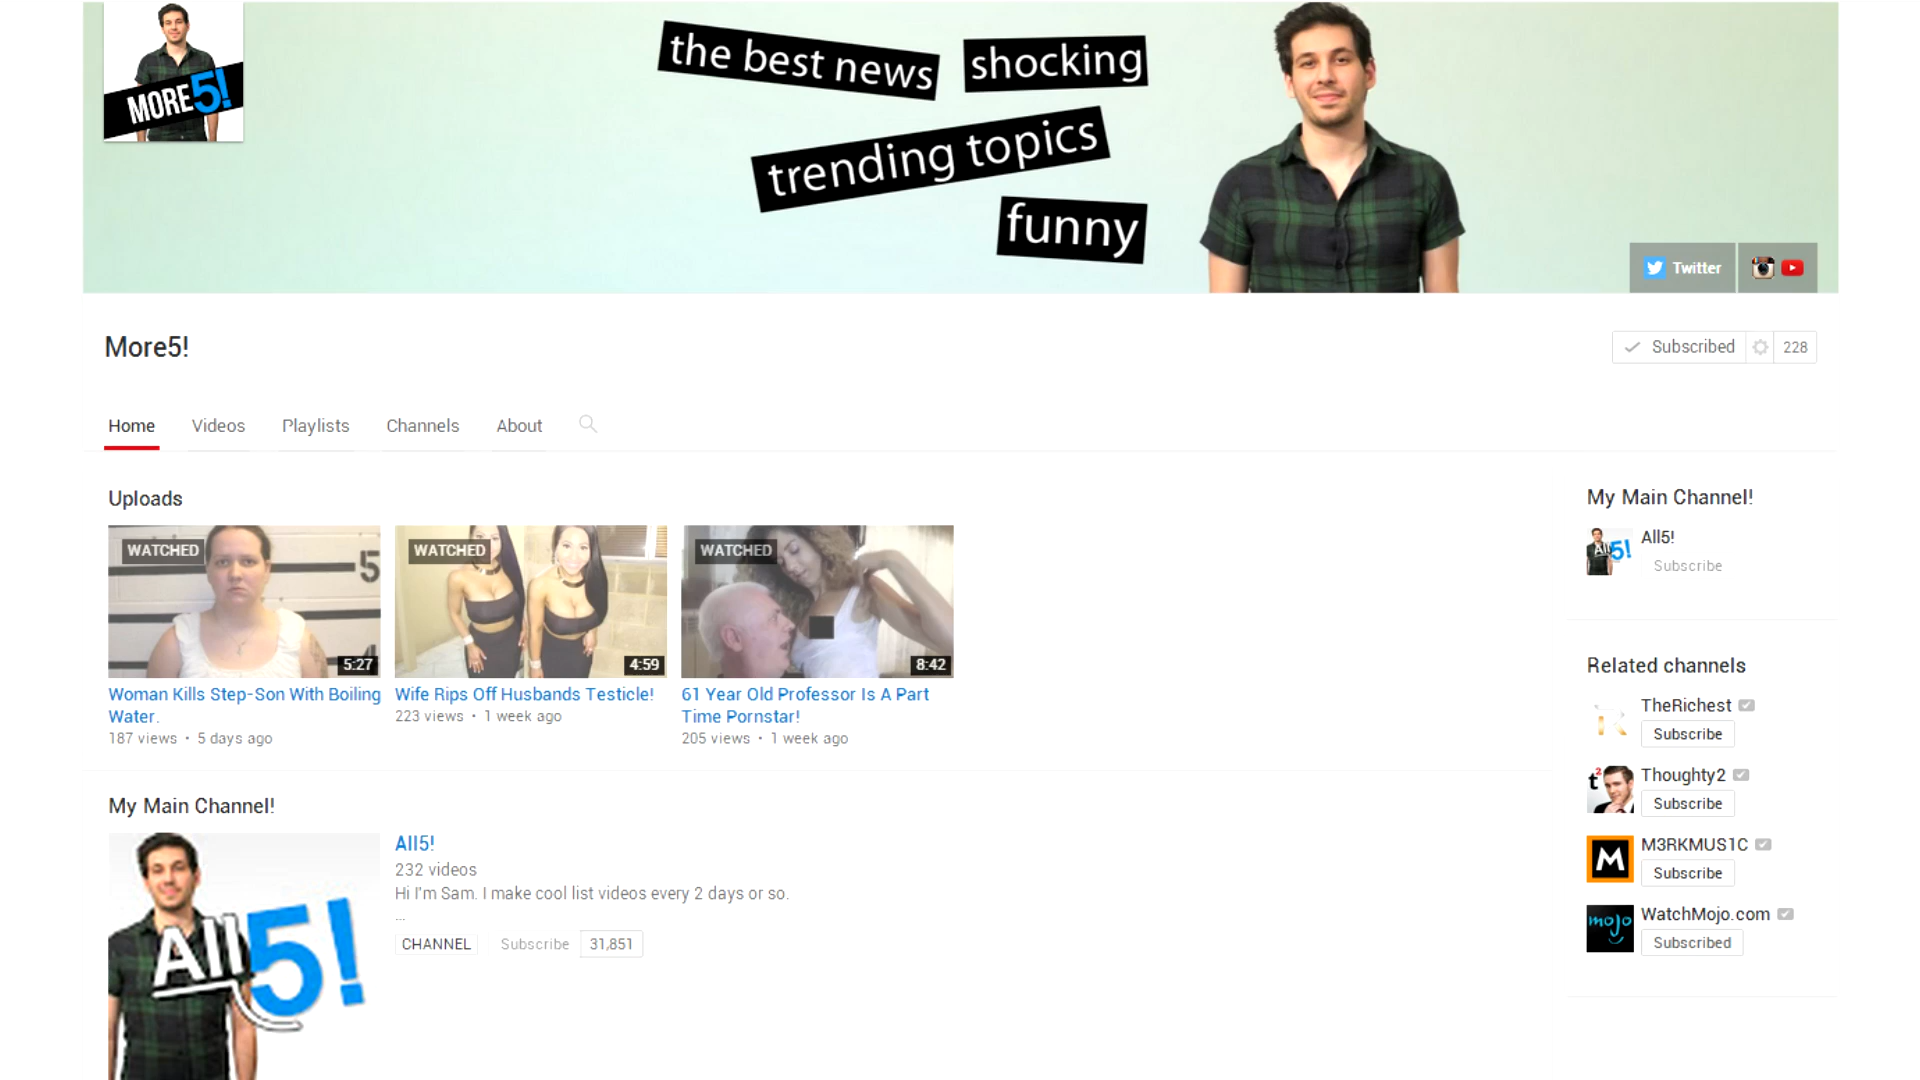 the best news
shocking
MORE5!
trending topics
funny
Twitter
More5!
Subscribed
228
Home
Videos
Playlists
Channels
About
Uploads
WATCHED
5
5:27
Woman Kills Step-Son With Boiling
Water.
187 views • 5 days ago
WATCHED
4:59
Wife Rips Off Husbands Testicle!
223 views • 1 week ago
WATCHED
8:42
61 Year Old Professor Is A Part
Time Pornstar!
205 views • 1 week ago
My Main Channel!
All5!
All5!
232 videos
Hi I'm Sam. I make cool list videos every 2 days or so.
...
CHANNEL
Subscribe
31,851
My Main Channel!
All5!
All5!
Subscribe
Related channels
R
TheRichest
Subscribe
t2
Thoughty2
Subscribe
M
M3RKMUS1C
Subscribe
mojo
WatchMojo.com
Subscribed